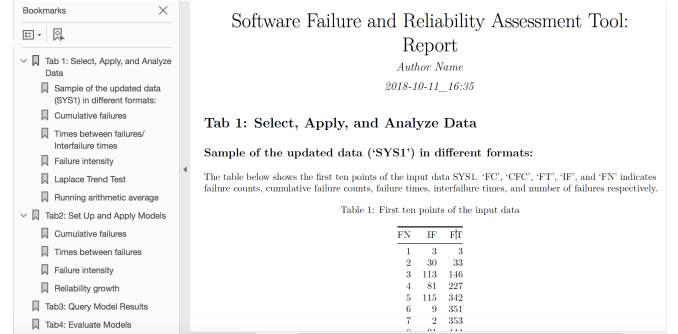 Bookmarks
Tab 1: Select, Apply, and Analyze
Data
Sample of the updated data
(SYS1) in different formats:
Cumulative failures
Times between failures/
Interfailure times
Failure intensity
Laplace Trend Test
Running arithmetic average
Tab2: Set Up and Apply Models
Cumulative failures
Times between failures
Failure intensity
Reliability growth
Tab3: Query Model Results
Tab4: Evaluate Models
Software Failure and Reliability Assessment Tool:
Report
Author Name
2018-10-11_16:35
Tab 1: Select, Apply, and Analyze Data
Sample of the updated data (‘SYS1’) in different formats:
The table below shows the first ten points of the input data SYS1. ‘FC’, ‘CFC’, ‘FT’, ‘IF’, and ‘FN’ indicates
failure counts, cumulative failure counts, failure times, interfailure times, and number of failures respectively.
Table 1: First ten points of the input data
FN IF FT
1 3 3
2 30 33
3 113 146
4 81 227
5 115 342
6 9 351
7 2 353